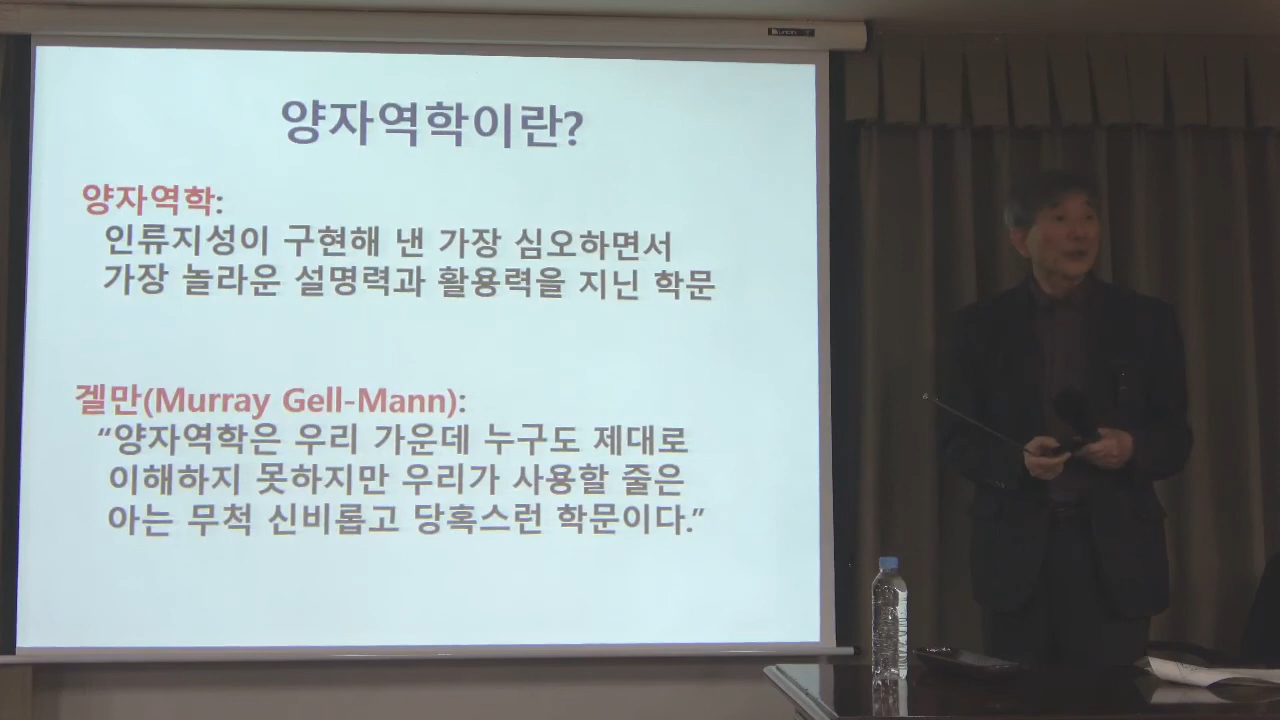 양자역학이란?
양자역학:
인류지성이 구현해 낸 가장 심오하면서
가장 놀라운 설명력과 활용력을 지닌 학문
겔만(Murray Gell-Mann):
“양자역학은 우리 가운데 누구도 제대로
이해하지 못하지만 우리가 사용할 줄은
아는 무척 신비롭고 당혹스런 학문이다.”